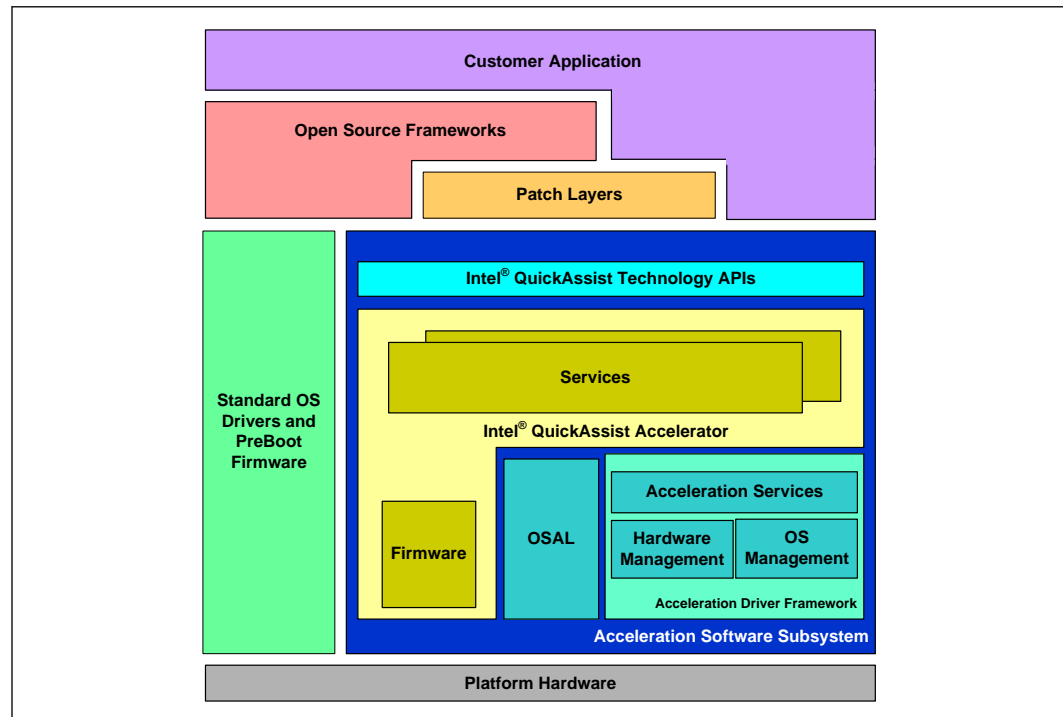 Customer Application
Open Source Frameworks
Patch Layers
Intel® QuickAssist Technology APIs
Services
Intel® QuickAssist Accelerator
Standard OS
Drivers and
PreBoot
Firmware
Firmware
OSAL
Acceleration Services
Hardware
Management
OS
Management
Acceleration Driver Framework
Acceleration Software Subsystem
Platform Hardware